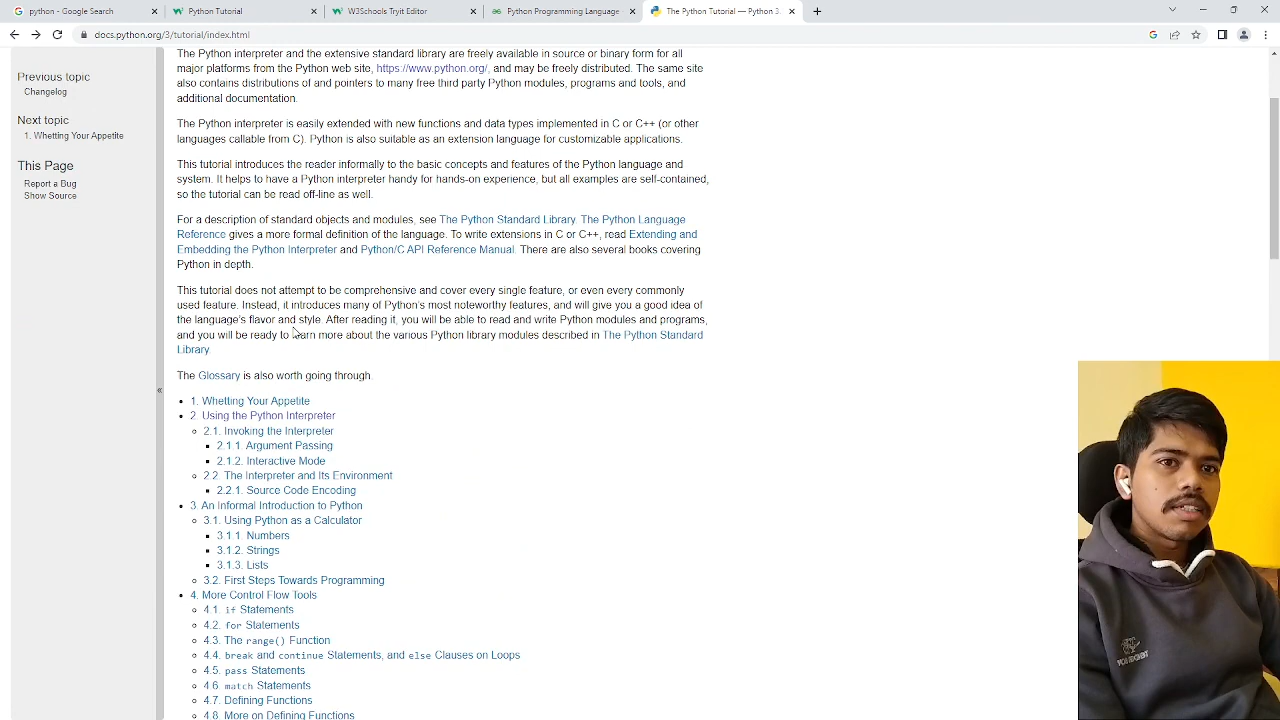 python - Google Search
Python Tutorial
W3Schools Tryit Editor
Python Programming Language
The Python Tutorial — Python 3.
docs.python.org/3/tutorial/index.html
Previous topic
Changelog
Next topic
1. Whetting Your Appetite
This Page
Report a Bug
Show Source
«
The Python interpreter and the extensive standard library are freely available in source or binary form for all
major platforms from the Python web site, https://www.python.org/, and may be freely distributed. The same site
also contains distributions of and pointers to many free third party Python modules, programs and tools, and
additional documentation.
The Python interpreter is easily extended with new functions and data types implemented in C or C++ (or other
languages callable from C). Python is also suitable as an extension language for customizable applications.
This tutorial introduces the reader informally to the basic concepts and features of the Python language and
system. It helps to have a Python interpreter handy for hands-on experience, but all examples are self-contained,
so the tutorial can be read off-line as well.
For a description of standard objects and modules, see The Python Standard Library. The Python Language
Reference gives a more formal definition of the language. To write extensions in C or C++, read Extending and
Embedding the Python Interpreter and Python/C API Reference Manual. There are also several books covering
Python in depth.
This tutorial does not attempt to be comprehensive and cover every single feature, or even every commonly
used feature. Instead, it introduces many of Python's most noteworthy features, and will give you a good idea of
the language's flavor and style. After reading it, you will be able to read and write Python modules and programs,
and you will be ready to learn more about the various Python library modules described in The Python Standard
Library.
The Glossary is also worth going through.
• 1. Whetting Your Appetite
• 2. Using the Python Interpreter
◦ 2.1. Invoking the Interpreter
▪ 2.1.1. Argument Passing
▪ 2.1.2. Interactive Mode
◦ 2.2. The Interpreter and Its Environment
▪ 2.2.1. Source Code Encoding
• 3. An Informal Introduction to Python
◦ 3.1. Using Python as a Calculator
▪ 3.1.1. Numbers
▪ 3.1.2. Strings
▪ 3.1.3. Lists
◦ 3.2. First Steps Towards Programming
• 4. More Control Flow Tools
◦ 4.1. if Statements
◦ 4.2. for Statements
◦ 4.3. The range() Function
◦ 4.4. break and continue Statements, and else Clauses on Loops
◦ 4.5. pass Statements
◦ 4.6. match Statements
◦ 4.7. Defining Functions
◦ 4.8. More on Defining Functions